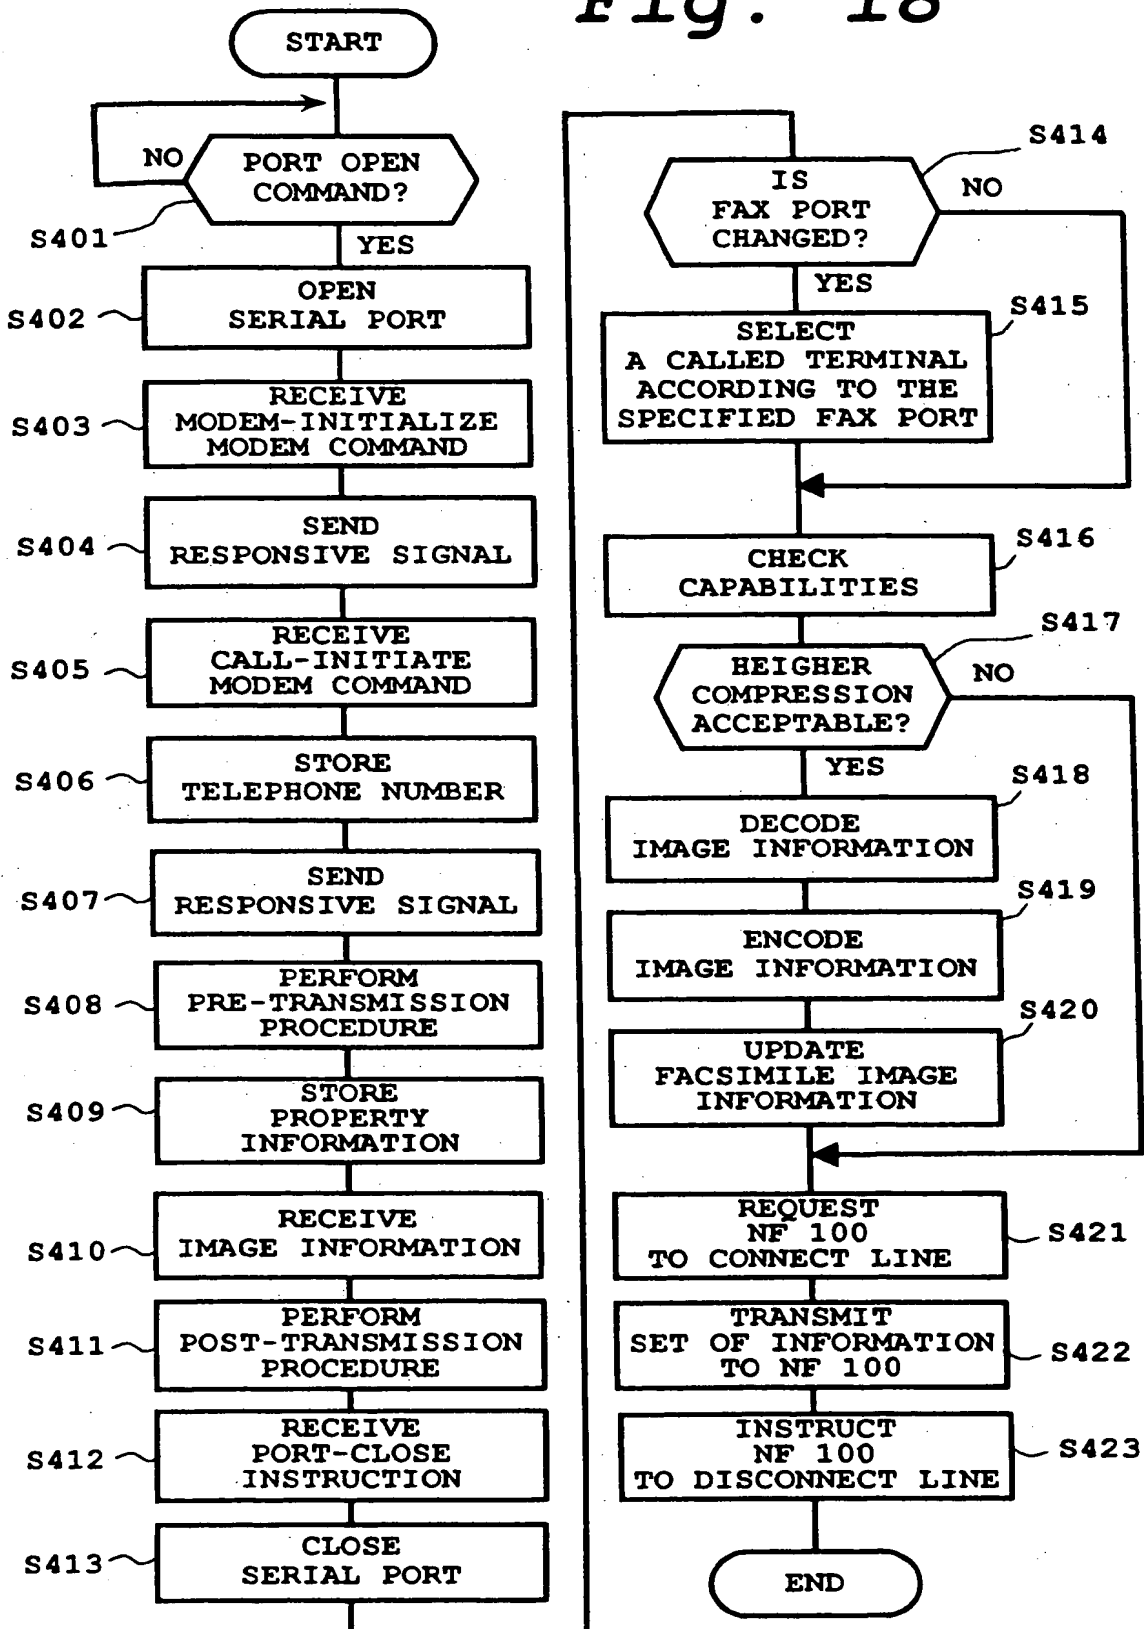 Fig. 18
START
NO
PORT OPEN
COMMAND?
S401
YES
S402
OPEN
SERIAL PORT
S403
RECEIVE
MODEM-INITIALIZE
MODEM COMMAND
S404
SEND
RESPONSIVE SIGNAL
S405
RECEIVE
CALL-INITIATE
MODEM COMMAND
S406
STORE
TELEPHONE NUMBER
S407
SEND
RESPONSIVE SIGNAL
S408
PERFORM
PRE-TRANSMISSION
PROCEDURE
S409
STORE
PROPERTY
INFORMATION
S410
RECEIVE
IMAGE INFORMATION
S411
PERFORM
POST-TRANSMISSION
PROCEDURE
S412
RECEIVE
PORT-CLOSE
INSTRUCTION
S413
CLOSE
SERIAL PORT
S414
IS
FAX PORT
CHANGED?
NO
YES
S415
SELECT
A CALLED TERMINAL
ACCORDING TO THE
SPECIFIED FAX PORT
S416
CHECK
CAPABILITIES
S417
HEIGHER
COMPRESSION
ACCEPTABLE?
NO
YES
S418
DECODE
IMAGE INFORMATION
S419
ENCODE
IMAGE INFORMATION
S420
UPDATE
FACSIMILE IMAGE
INFORMATION
REQUEST
NF 100
TO CONNECT LINE
S421
TRANSMIT
SET OF INFORMATION
TO NF 100
S422
INSTRUCT
NF 100
TO DISCONNECT LINE
S423
END